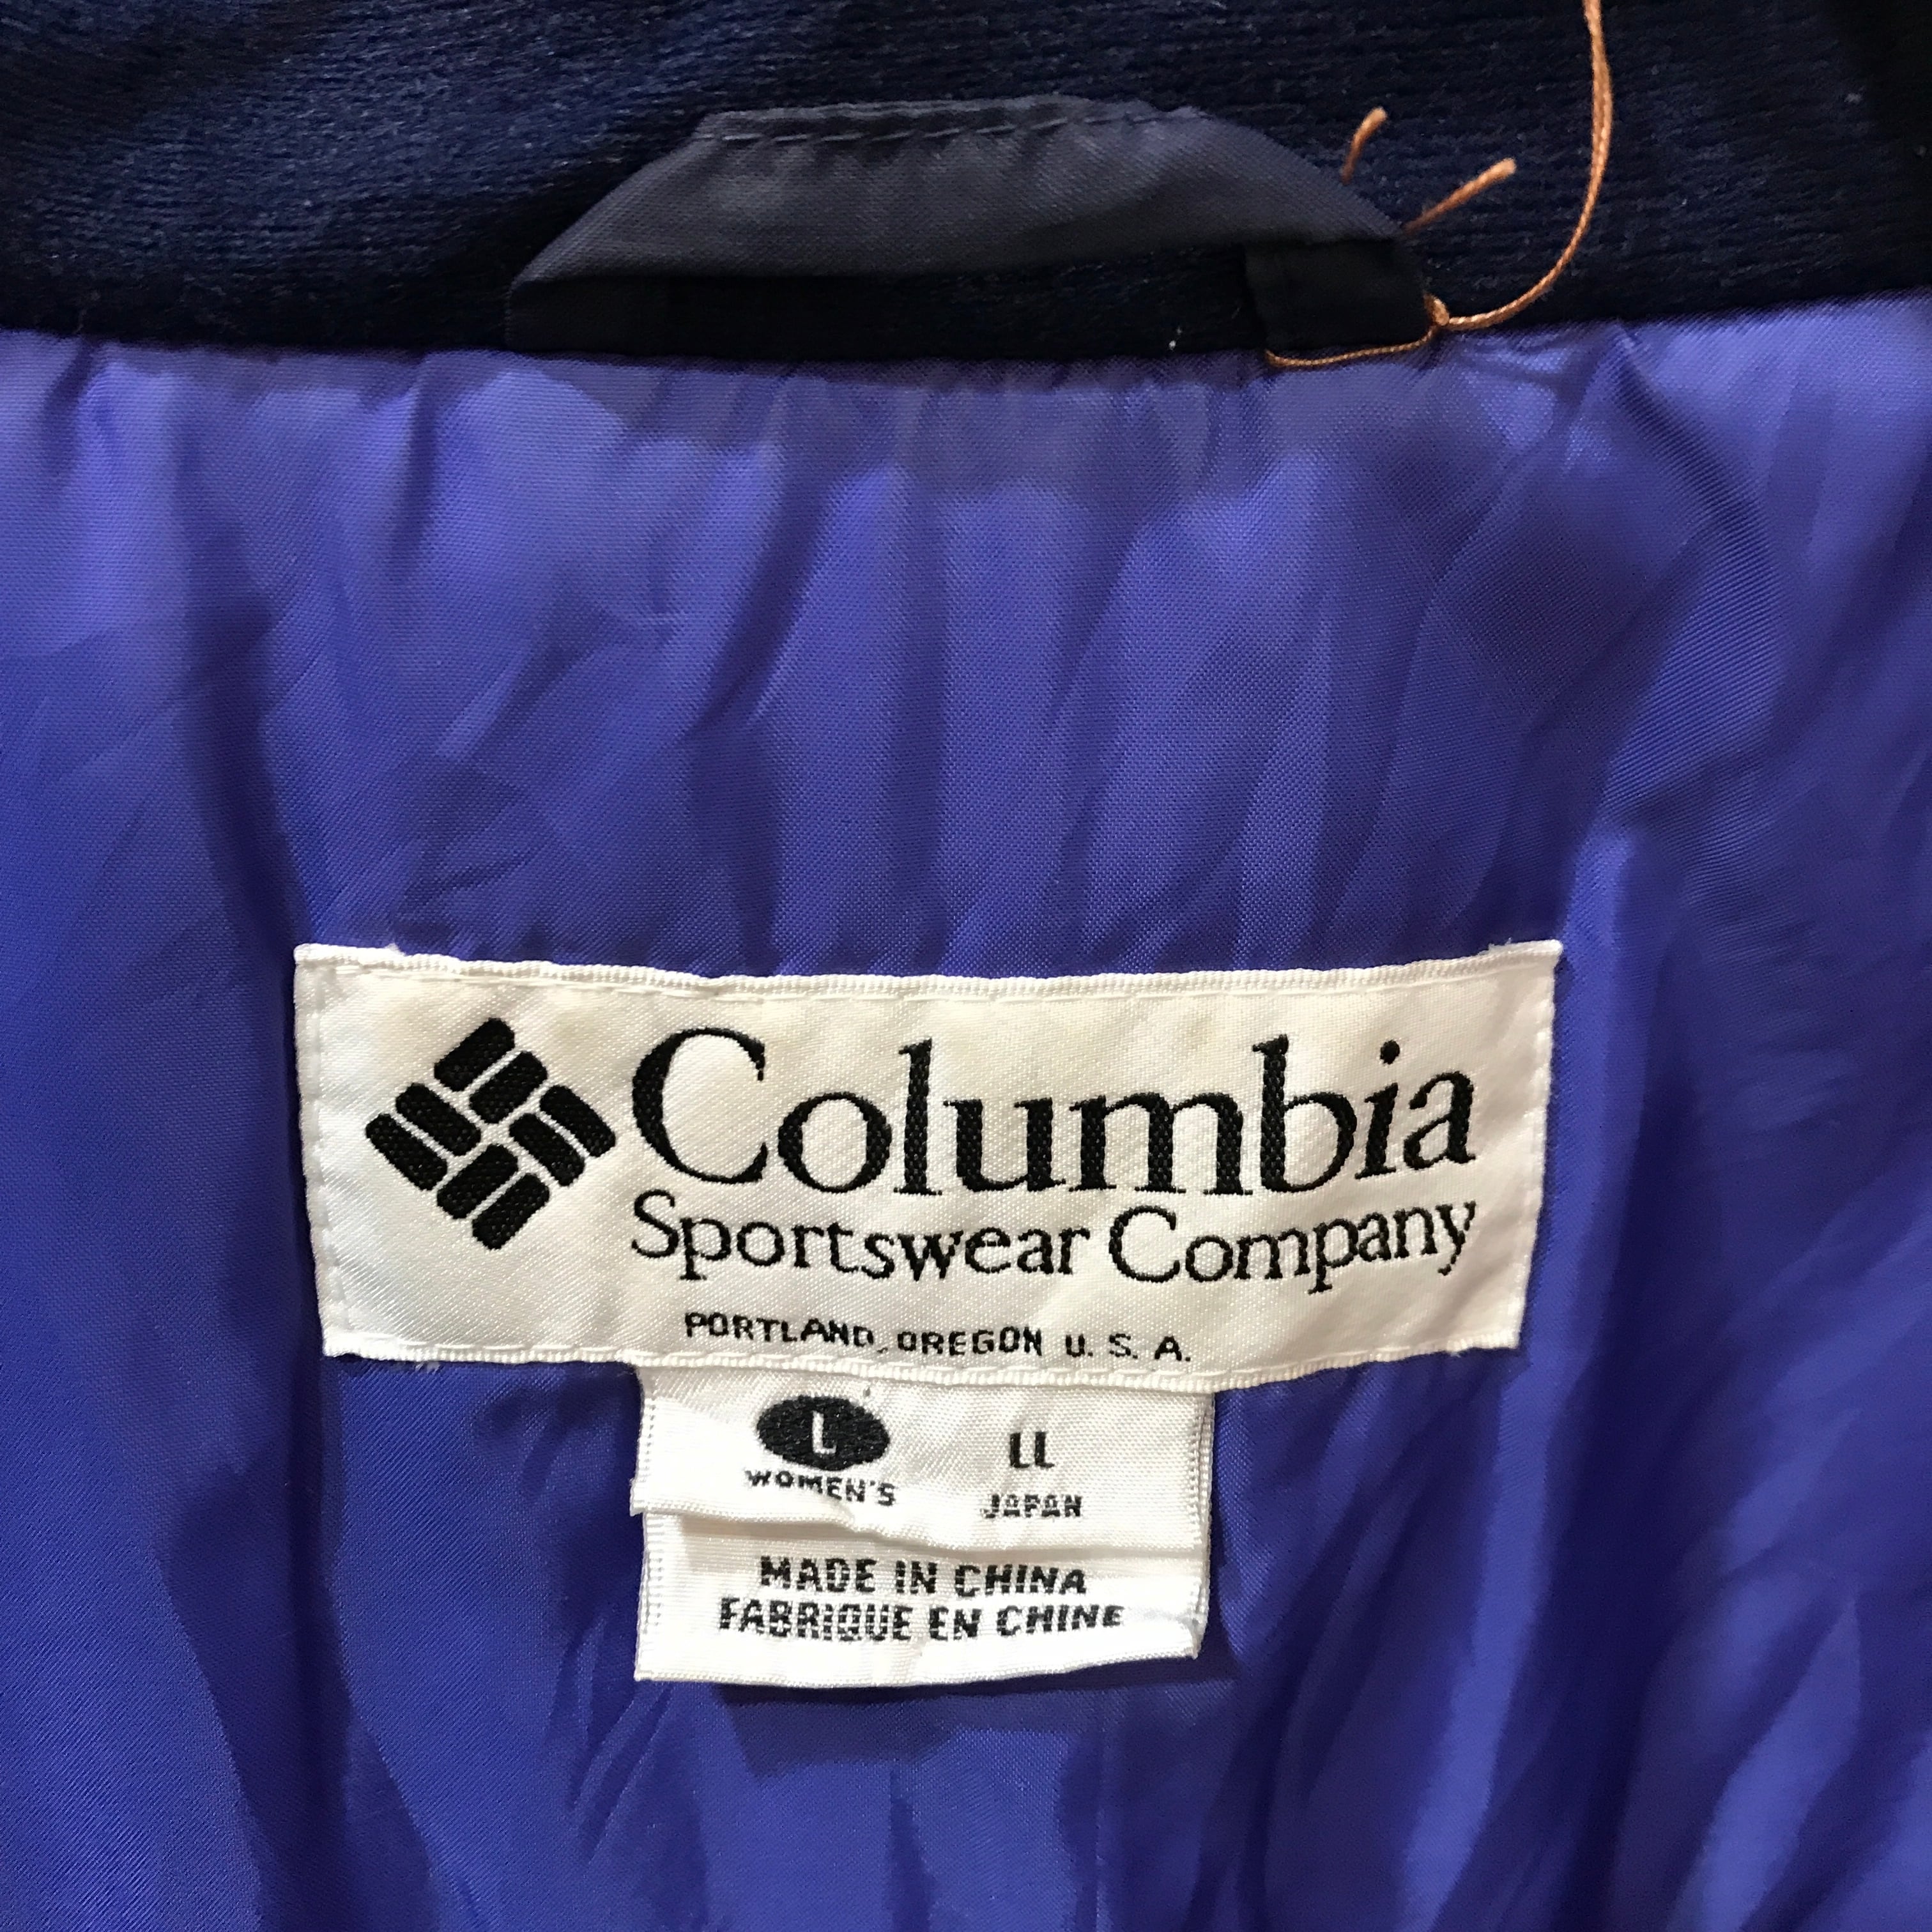 Columbia
Sportswear Company
PORTLAND, OREGON U. S. A.
L LL
WOMEN'S JAPAN
MADE IN CHINA
FABRIQUE EN CHINE